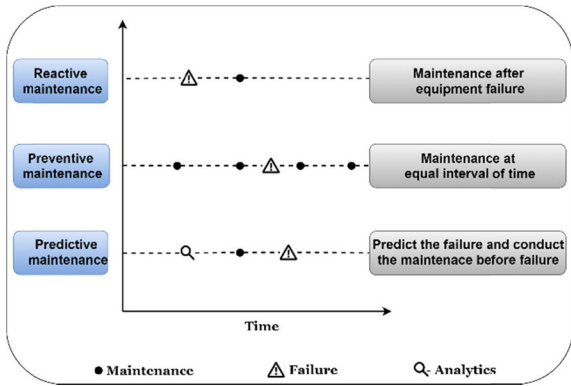 Reactive
maintenance
Maintenance after
equipment failure
Preventive
maintenance
Maintenance at
equal interval of time
Predictive
maintenance
Predict the failure and conduct
the maintenace before failure
Time
Maintenance
Failure
Analytics